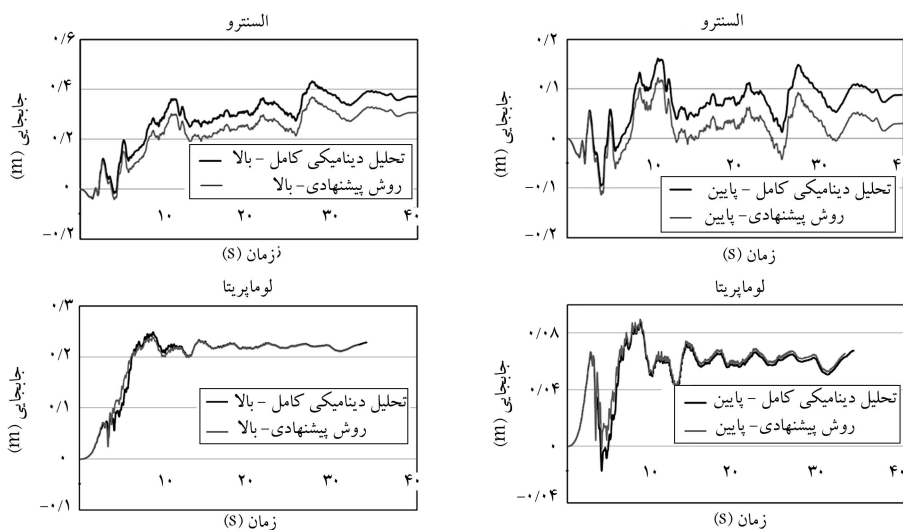 السنترو
۰/۶
۰/۴
۰/۲
۰
-۰/۲
جابجایی (m)
۱۰ ۲۰ ۳۰ ۴۰
تحلیل دینامیکی کامل - بالا
روش پیشنهادی- بالا
زمان (s)
السنترو
۰/۲
۰/۱
۰
-۰/۱
-۰/۲
جابجایی (m)
۱۰ ۲۰ ۳۰ ۴۰
تحلیل دینامیکی کامل - پایین
روش پیشنهادی- پایین
زمان (s)
لوماپریتا
۰/۳
۰/۲
۰/۱
۰
-۰/۱
جابجایی (m)
تحلیل دینامیکی کامل - بالا
روش پیشنهادی- بالا
۱۰ ۲۰ ۳۰ ۴۰
زمان (s)
لوماپریتا
۰/۰۸
۰/۰۴
۰
-۰/۰۴
جابجایی (m)
تحلیل دینامیکی کامل - پایین
روش پیشنهادی- پایین
۱۰ ۲۰ ۳۰ ۴۰
زمان (s)